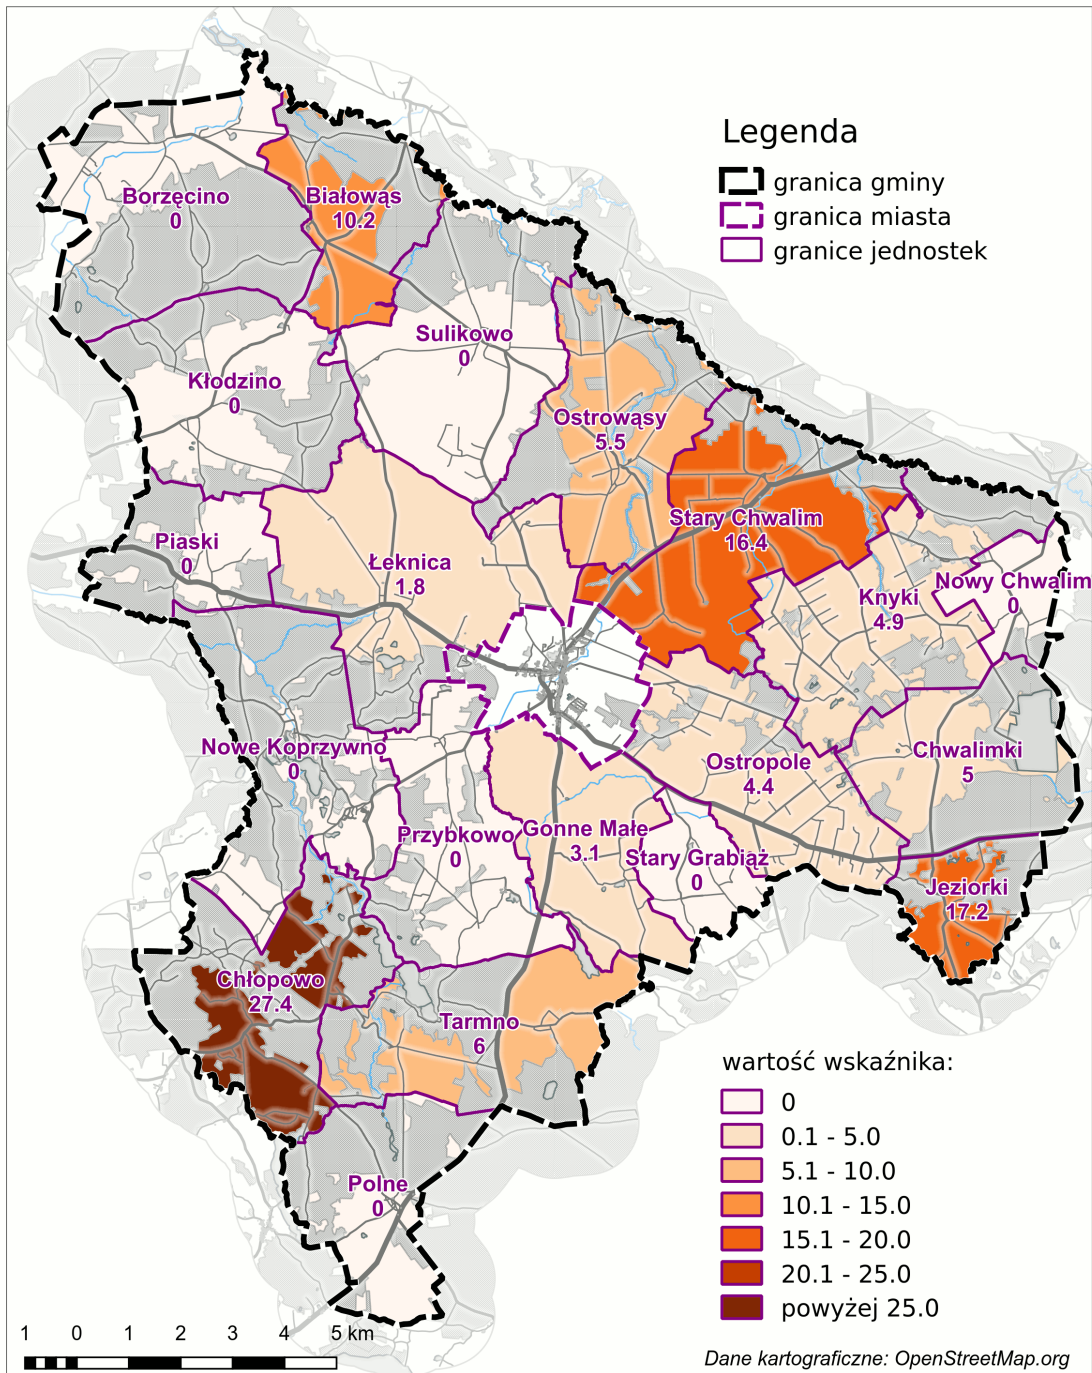 Legenda
granica gminy
granica miasta
granice jednostek
Borzęcino
0
Białowąs
10.2
Sulikowo
0
Kłodzino
0
Ostrowąsy
5.5
Stary Chwalim
16.4
Piaski
0
Łeknica
1.8
Knyki
4.9
Nowy Chwalim
0
Nowe Koprzywno
0
Ostropole
4.4
Chwalimki
5
Przybkowo
0
Gonne Małe
3.1
Stary Grabiąż
0
Jeziorki
17.2
Chłopowo
27.4
Tarmno
6
Polne
0
wartość wskaźnika:
0
0.1 - 5.0
5.1 - 10.0
10.1 - 15.0
15.1 - 20.0
20.1 - 25.0
powyżej 25.0
1 0 1 2 3 4 5 km
Dane kartograficzne: OpenStreetMap.org